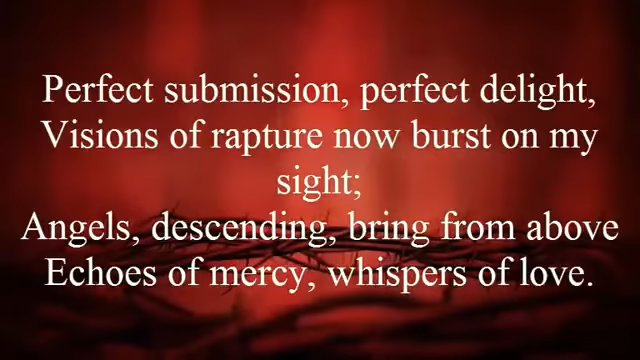 Perfect submission, perfect delight,
Visions of rapture now burst on my
sight;
Angels, descending, bring from above
Echoes of mercy, whispers of love.